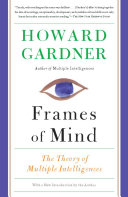 HOWARD
GARDNER
Author of Multiple Intelligences
Frames of Mind
The Theory of
Multiple Intelligences
With a New Introduction by the Author